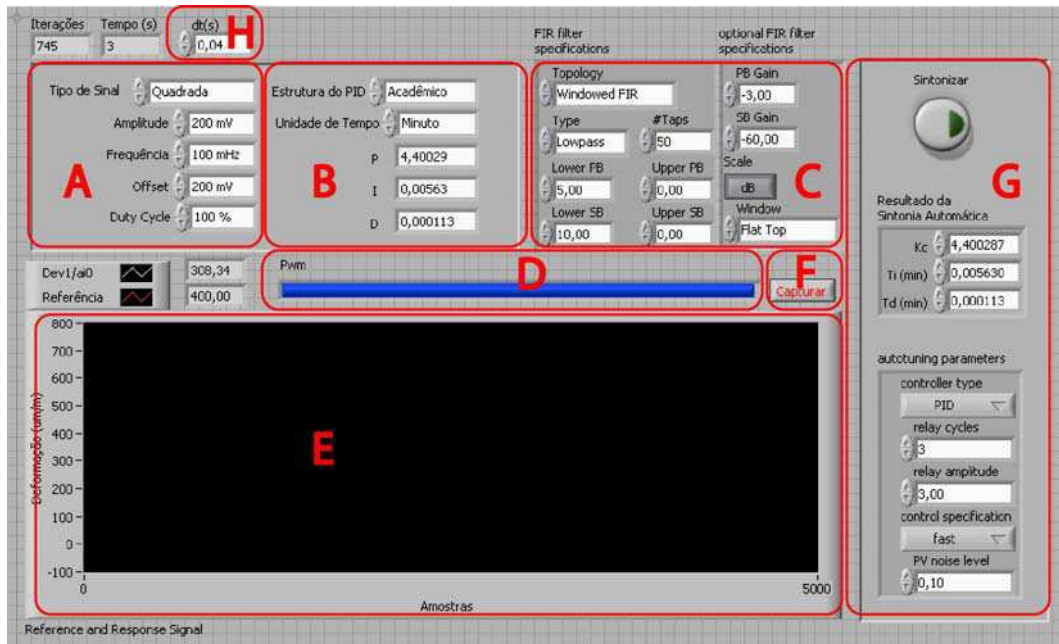 Iterações Tempo (s) dt(s)
745 3 0,04 H
FIR filter specifications
optional FIR filter specifications
Tipo de Sinal Quadrada
Amplitude 200 mV
Frequência 100 mHz
Offset 200 mV
Duty Cycle 100 %
A
Estrutura do PID Acadêmico
Unidade de Tempo Minuto
P 4,40029
I 0,00563
D 0,000113
B
Topology
Windowed FIR
Type #Taps
Lowpass 50
Lower PB Upper PB
5,00 0,00
Lower SB Upper SB
10,00 0,00
PB Gain
-3,00
SB Gain
-60,00
Scale
dB
Window
Flat Top
C
Sintonizar
G
Resultado da
Sintonia Automática
Kc 4,400287
Ti (min) 0,005630
Td (min) 0,000113
autotuning parameters
controller type
PID
relay cycles
3
relay amplitude
3,00
control specification
fast
PV noise level
0,10
Dev1/ai0 308,34
Referência 400,00
Pwm
D
F
Capturar
800
700
600
500
400
300
200
100
0
-100
Deformação (um/m)
E
0 5000
Amostras
Reference and Response Signal